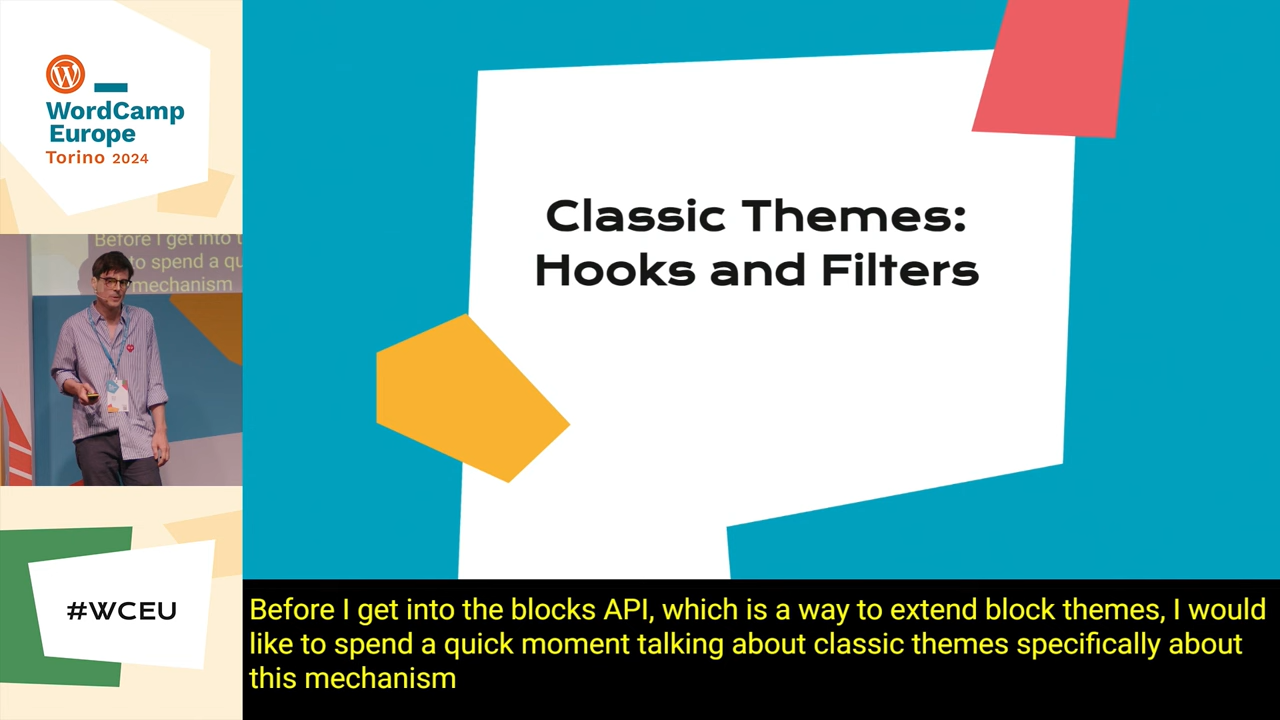 WordCamp
Europe
Torino 2024
Before I get into t
to spend a qu
mechanism
#WCEU
Classic Themes:
Hooks and Filters
Before I get into the blocks API, which is a way to extend block themes, I would
like to spend a quick moment talking about classic themes specifically about
this mechanism